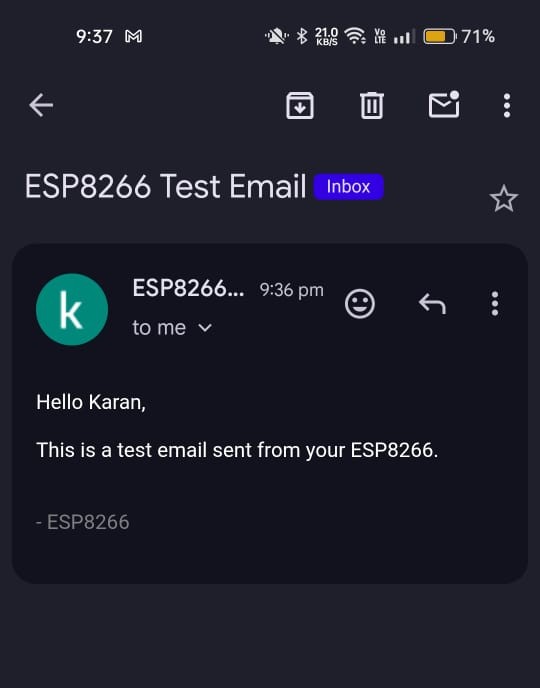 9:37
21.0
KB/S
Vo
LTE
71%
ESP8266 Test Email Inbox
k
ESP8266... 9:36 pm
to me
Hello Karan,
This is a test email sent from your ESP8266.
- ESP8266